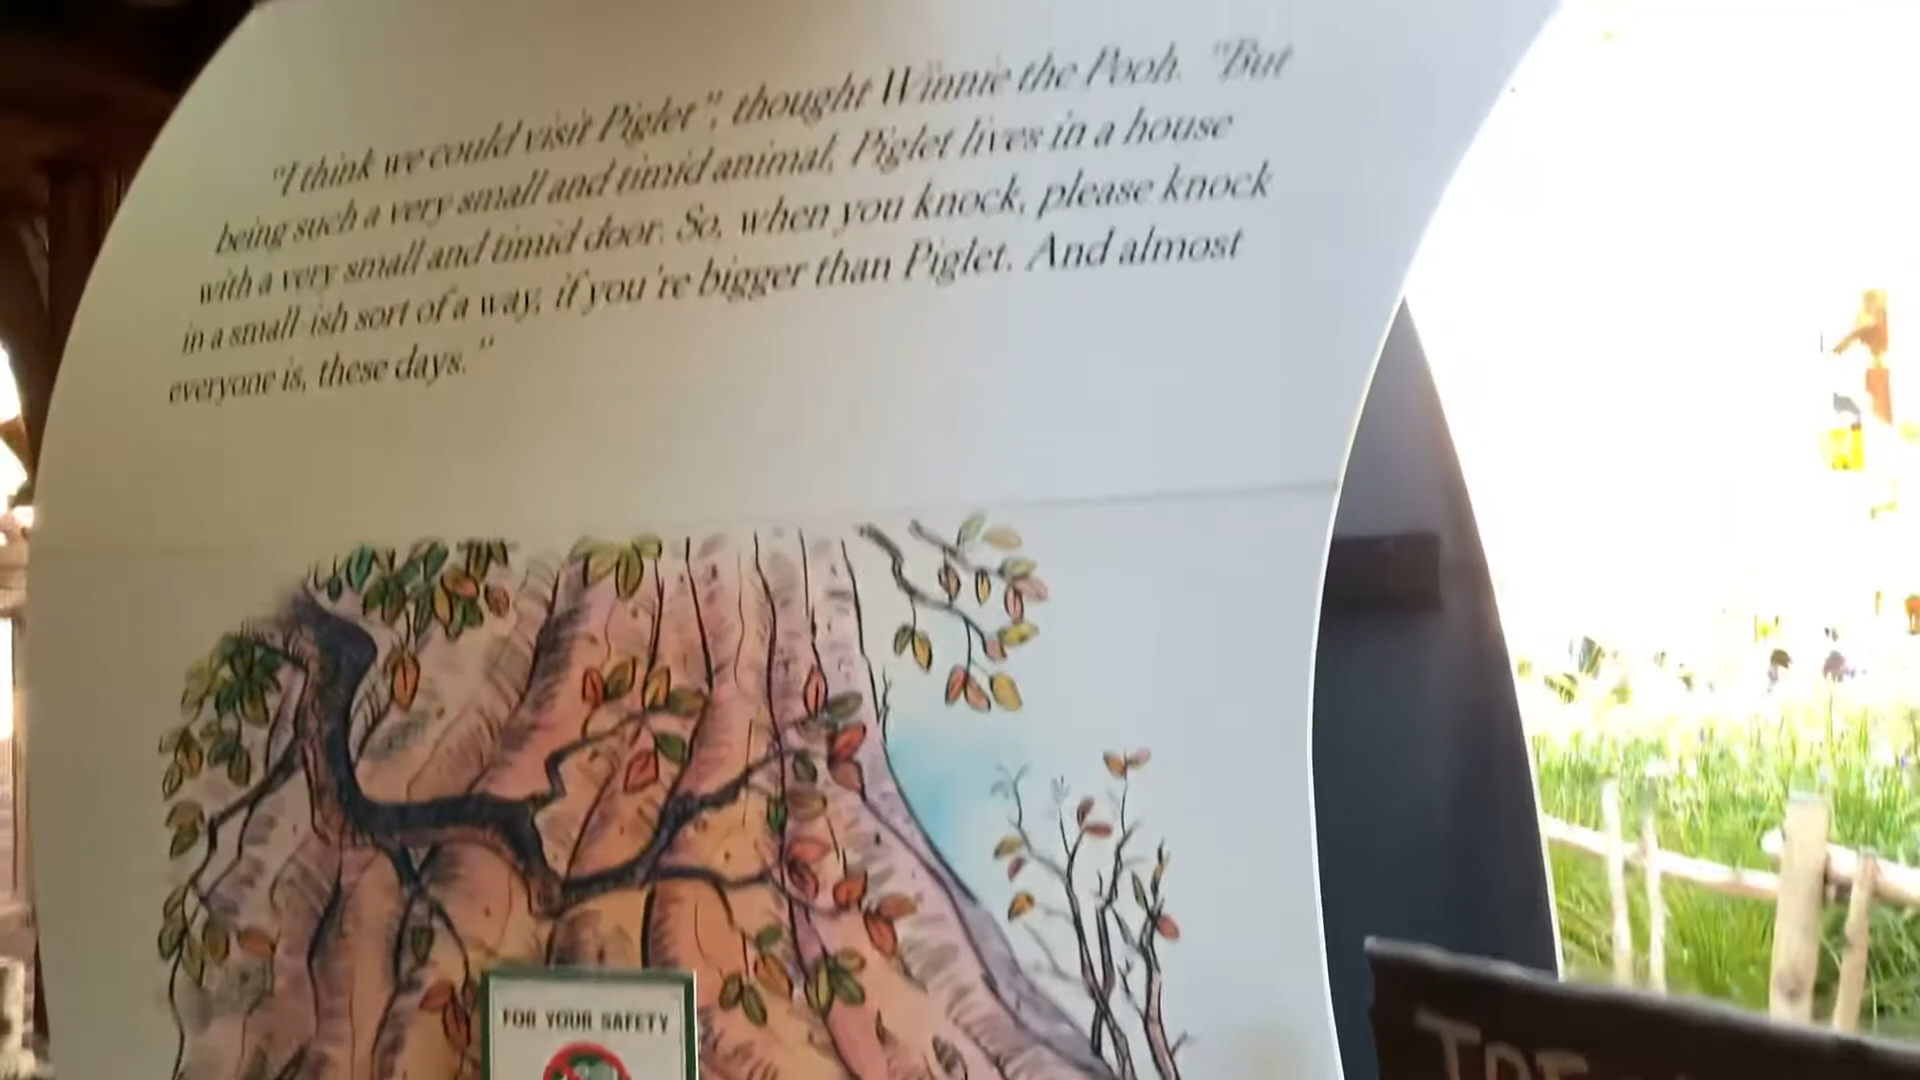 "I think we could visit Piglet", thought Winnie the Pooh. "But
being such a very small and timid animal, Piglet lives in a house
with a very small and timid door. So, when you knock, please knock
in a small-ish sort of a way, if you're bigger than Piglet. And almost
everyone is, these days."
FOR YOUR SAFETY